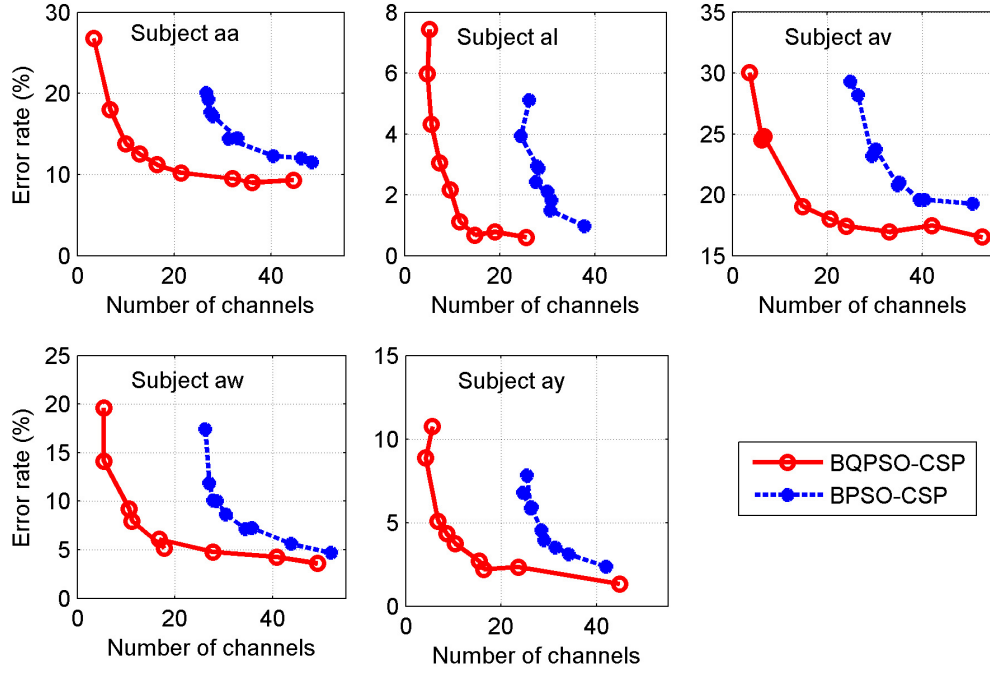 Subject aa
Error rate (%)
30
20
10
0
0 20 40
Number of channels
Subject al
8
6
4
2
0
0 20 40
Number of channels
Subject av
35
30
25
20
15
0 20 40
Number of channels
Subject aw
Error rate (%)
25
20
15
10
5
0
0 20 40
Number of channels
Subject ay
15
10
5
0
0 20 40
Number of channels
BQPSO-CSP
BPSO-CSP